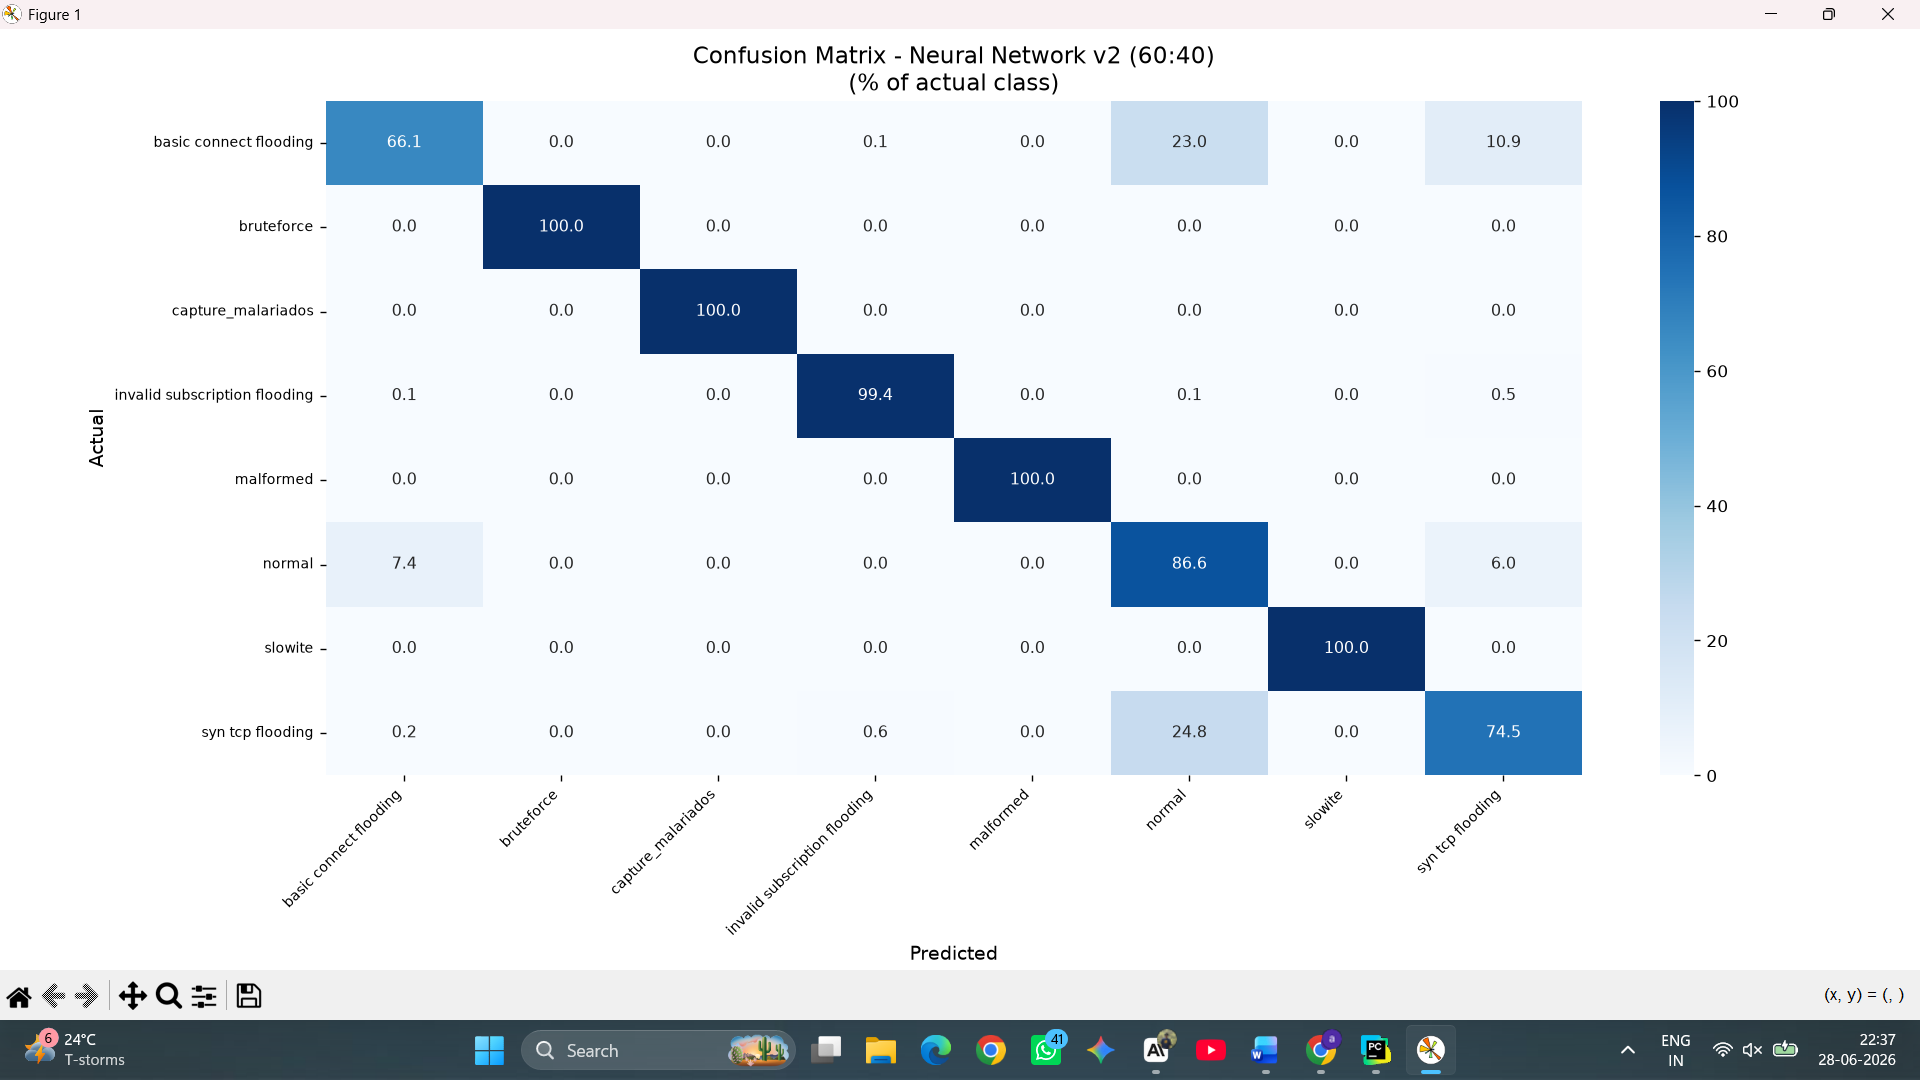 Figure 1
Confusion Matrix - Neural Network v2 (60:40)
(% of actual class)
basic connect flooding 66.1 0.0 0.0 0.1 0.0 23.0 0.0 10.9
bruteforce 0.0 100.0 0.0 0.0 0.0 0.0 0.0 0.0
capture_malariados 0.0 0.0 100.0 0.0 0.0 0.0 0.0 0.0
invalid subscription flooding 0.1 0.0 0.0 99.4 0.0 0.1 0.0 0.5
malformed 0.0 0.0 0.0 0.0 100.0 0.0 0.0 0.0
normal 7.4 0.0 0.0 0.0 0.0 86.6 0.0 6.0
slowite 0.0 0.0 0.0 0.0 0.0 0.0 100.0 0.0
syn tcp flooding 0.2 0.0 0.0 0.6 0.0 24.8 0.0 74.5
Actual
100
80
60
40
20
0
basic connect flooding
bruteforce
capture_malariados
invalid subscription flooding
malformed
normal
slowite
syn tcp flooding
Predicted
(x, y) = (, )
6
24°C
T-storms
Search
41
W
a
PC
ENG
IN
22:37
28-06-2026